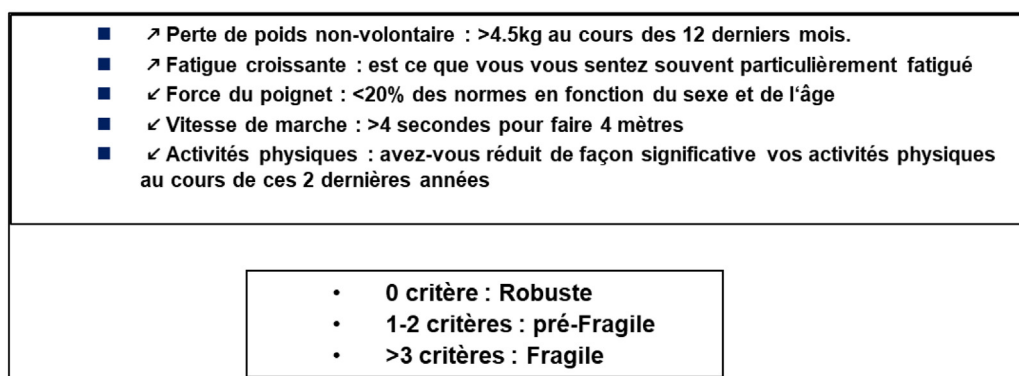 ■ ↗ Perte de poids non-volontaire : >4.5kg au cours des 12 derniers mois.
■ ↗ Fatigue croissante : est ce que vous vous sentez souvent particulièrement fatigué
■ ↙ Force du poignet : <20% des normes en fonction du sexe et de l'âge
■ ↙ Vitesse de marche : >4 secondes pour faire 4 mètres
■ ↙ Activités physiques : avez-vous réduit de façon significative vos activités physiques
au cours de ces 2 dernières années
• 0 critère : Robuste
• 1-2 critères : pré-Fragile
• >3 critères : Fragile